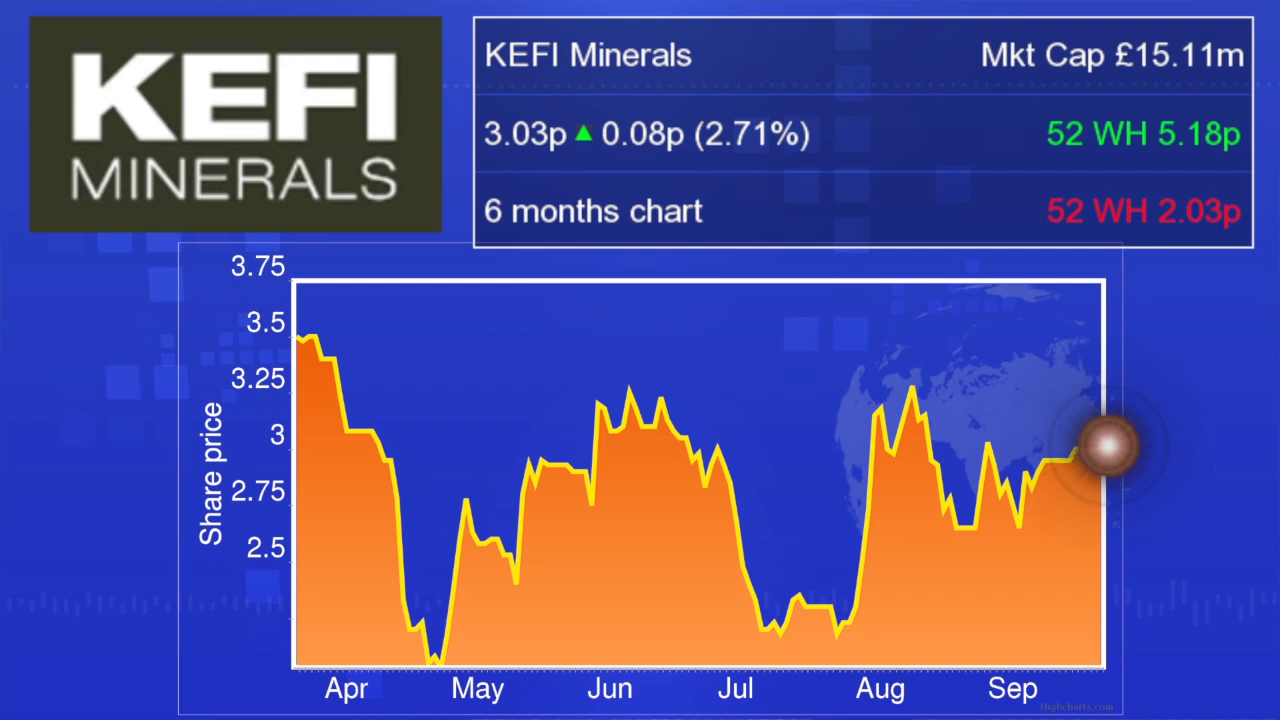 KEFI
MINERALS
KEFI Minerals Mkt Cap £15.11m
3.03p ▲ 0.08p (2.71%) 52 WH 5.18p
6 months chart 52 WH 2.03p
Share price
3.75
3.5
3.25
3
2.75
2.5
Apr May Jun Jul Aug Sep
Highcharts.com